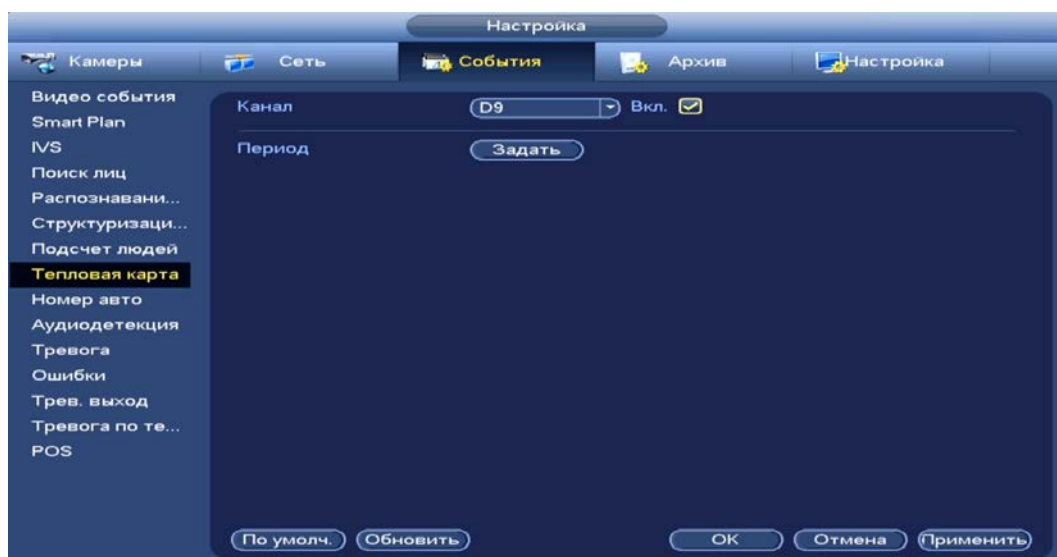 Настройка
Камеры Сеть События Архив Настройка
Видео события
Smart Plan
IVS
Поиск лиц
Распознавани...
Структуризаци...
Подсчет людей
Тепловая карта
Номер авто
Аудиодетекция
Тревога
Ошибки
Трев. выход
Тревога по те...
POS
Канал D9 Вкл.
Период Задать
По умолч. Обновить OK Отмена Применить